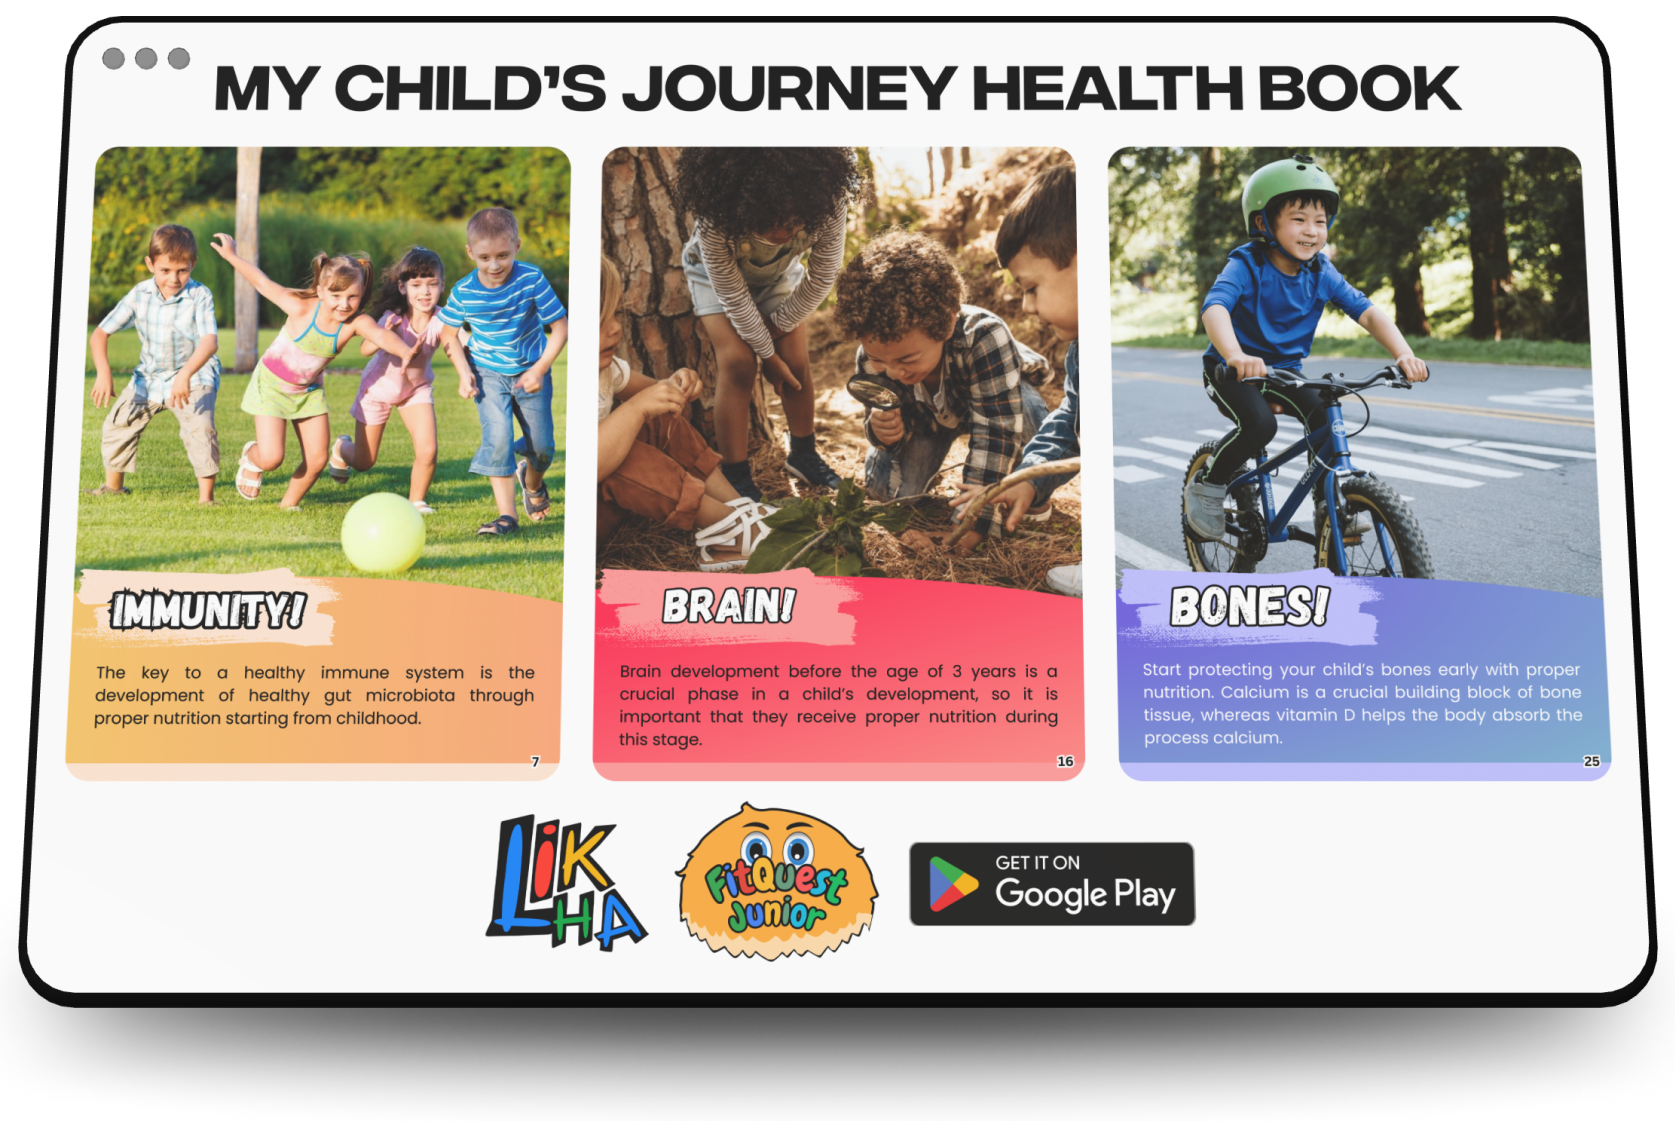 MY CHILD'S JOURNEY HEALTH BOOK
IMMUNITY!
The key to a healthy immune system is the
development of healthy gut microbiota through
proper nutrition starting from childhood.
7
BRAIN!
Brain development before the age of 3 years is a
crucial phase in a child's development, so it is
important that they receive proper nutrition during
this stage.
16
BONES!
Start protecting your child's bones early with proper
nutrition. Calcium is a crucial building block of bone
tissue, whereas vitamin D helps the body absorb the
process calcium.
25
LiK
HA
FitQuest
Junior
GET IT ON
Google Play